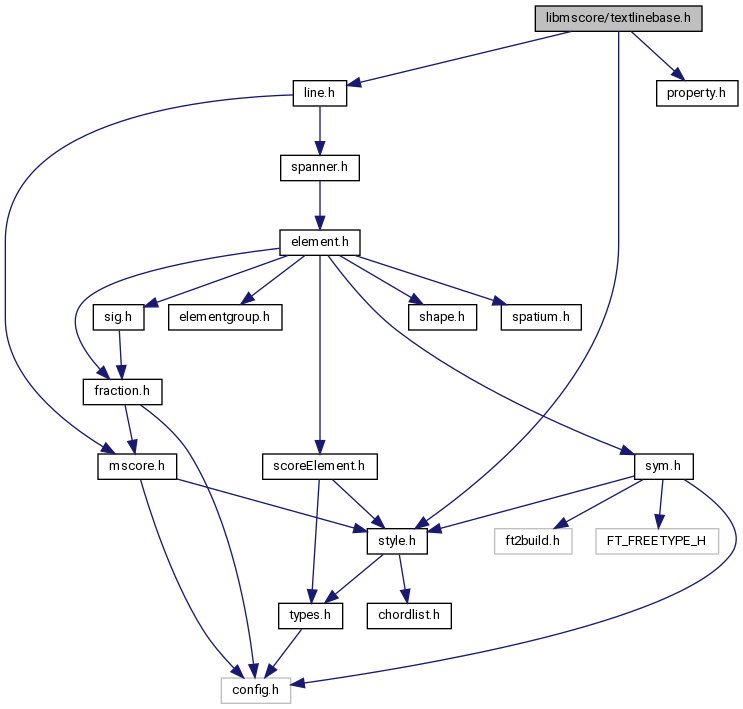 libmscore/textlinebase.h
line.h
property.h
spanner.h
element.h
sig.h
elementgroup.h
shape.h
spatium.h
fraction.h
mscore.h
scoreElement.h
sym.h
style.h
ft2build.h
FT_FREETYPE_H
types.h
chordlist.h
config.h